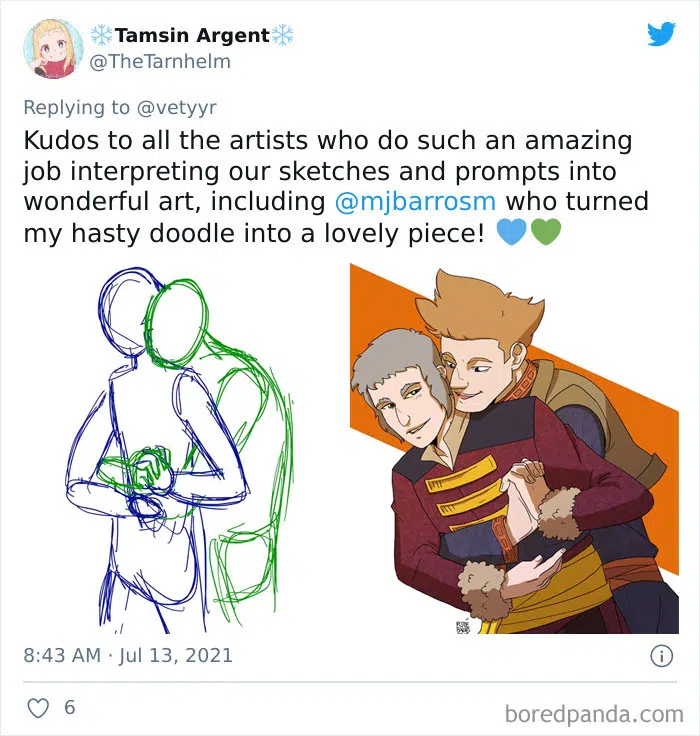 ❄️Tamsin Argent❄️
@TheTarnhelm
Replying to @vetyyr
Kudos to all the artists who do such an amazing
job interpreting our sketches and prompts into
wonderful art, including @mjbarrosm who turned
my hasty doodle into a lovely piece! 💙💚
8:43 AM · Jul 13, 2021
6
boredpanda.com